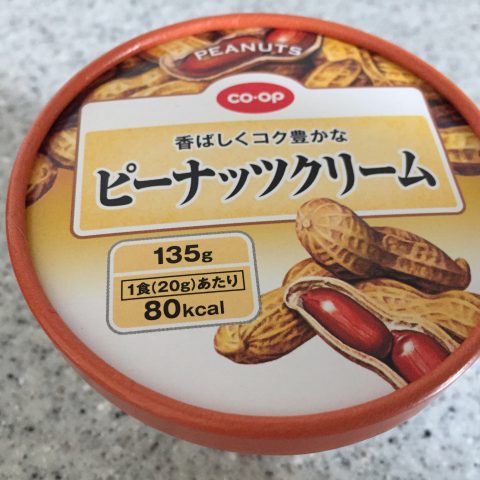 PEANUTS
CO・OP
香ばしくコク豊かな
ピーナッツクリーム
135g
1食(20g)あたり
80kcal